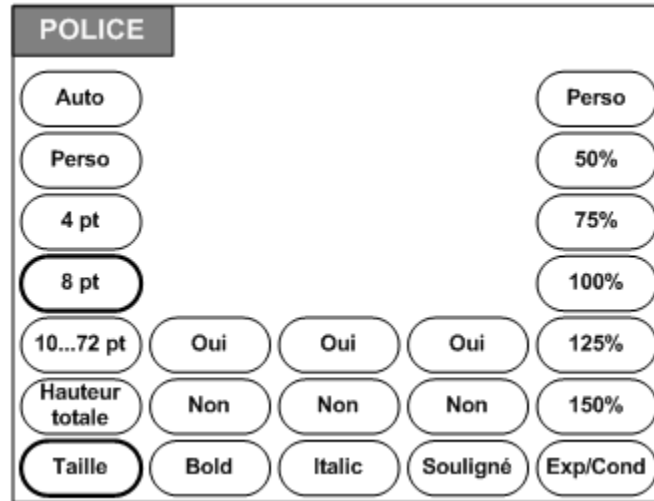 POLICE
Auto Perso
Perso 50%
4 pt 75%
8 pt 100%
10...72 pt Oui Oui Oui 125%
Hauteur
totale Non Non Non 150%
Taille Bold Italic Souligné Exp/Cond